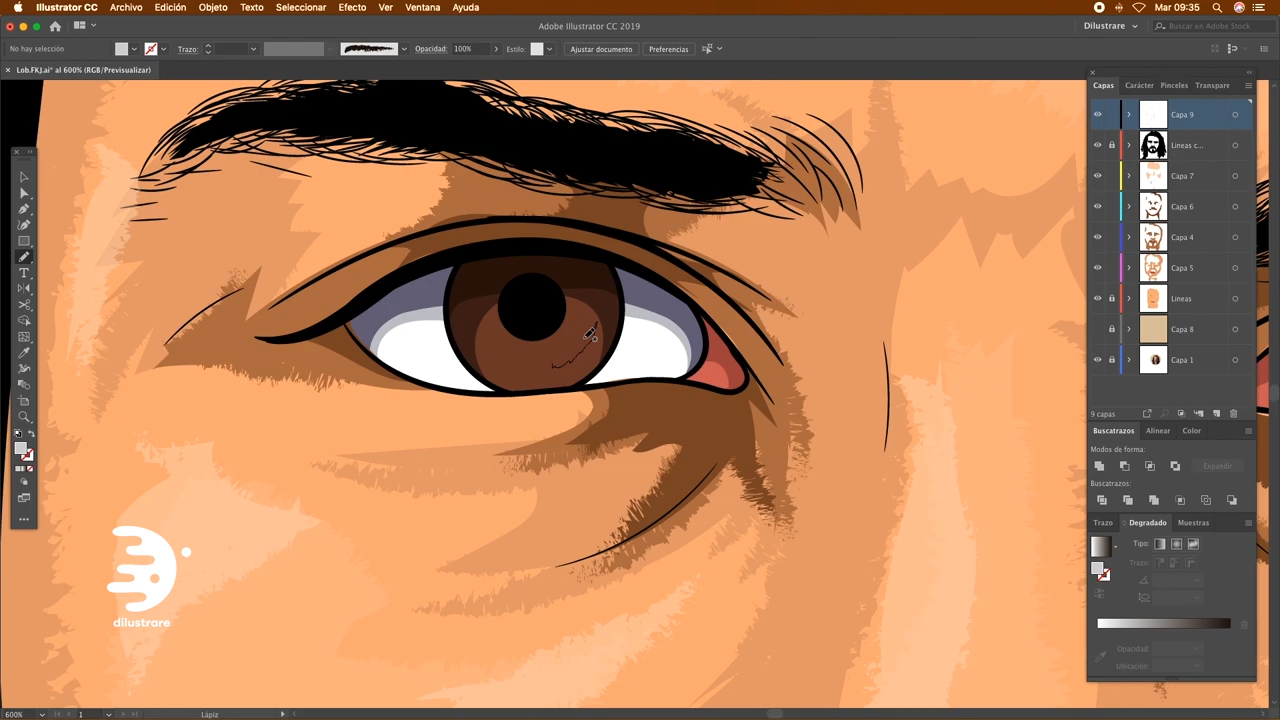 Illustrator CC Archivo Edición Objeto Texto Seleccionar Efecto Ver Ventana Ayuda Mar 09:35
Adobe Illustrator CC 2019 Dilustrare Buscar en Adobe Stock
No hay selección Trazo: Opacidad: 100% Estilo: Ajustar documento Preferencias
Lob.FKJ.ai* al 600% (RGB/Previsualizar)
Capas Carácter Pinceles Transpare
Capa 9
Lineas c...
Capa 7
Capa 6
Capa 4
Capa 5
Lineas
Capa 8
Capa 1
9 capas
Buscatrazos Alinear Color
Modos de forma:
Expandir
Buscatrazos:
Trazo Degradado Muestras
Tipo:
Trazo:
Opacidad:
Ubicación:
dilustrare
600% 1 Lápiz